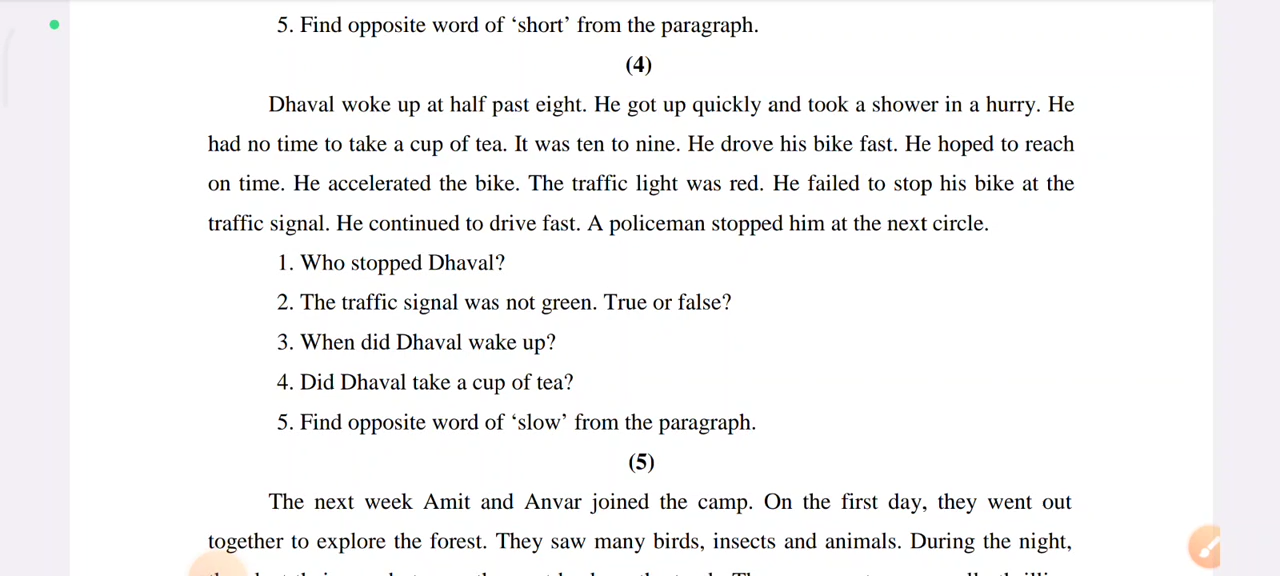 5. Find opposite word of ‘short’ from the paragraph.
(4)
Dhaval woke up at half past eight. He got up quickly and took a shower in a hurry. He
had no time to take a cup of tea. It was ten to nine. He drove his bike fast. He hoped to reach
on time. He accelerated the bike. The traffic light was red. He failed to stop his bike at the
traffic signal. He continued to drive fast. A policeman stopped him at the next circle.
1. Who stopped Dhaval?
2. The traffic signal was not green. True or false?
3. When did Dhaval wake up?
4. Did Dhaval take a cup of tea?
5. Find opposite word of ‘slow’ from the paragraph.
(5)
The next week Amit and Anvar joined the camp. On the first day, they went out
together to explore the forest. They saw many birds, insects and animals. During the night,